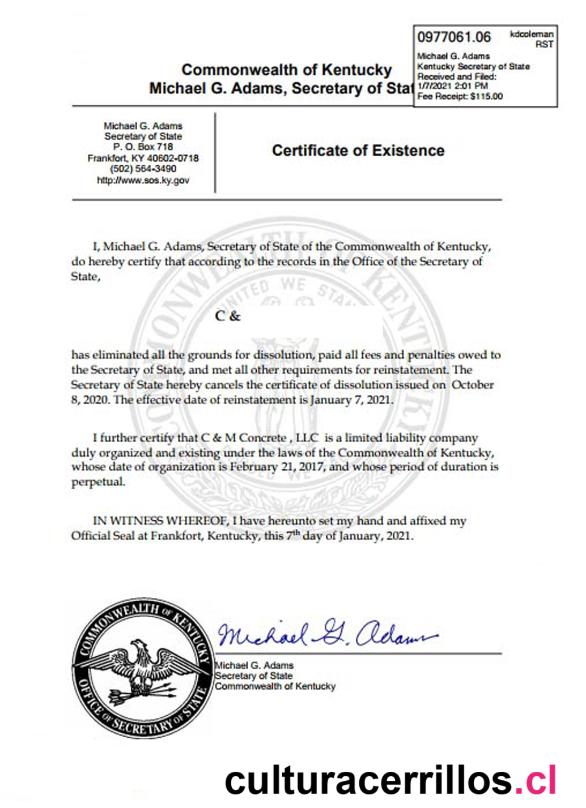 0977061.06
kdcoleman
RST
Michael G. Adams
Kentucky Secretary of State
Received and Filed:
1/7/2021 2:01 PM
Fee Receipt: $115.00
Commonwealth of Kentucky
Michael G. Adams, Secretary of Stat
Michael G. Adams
Secretary of State
P. O. Box 718
Frankfort, KY 40602-0718
(502) 564-3490
http://www.sos.ky.gov
Certificate of Existence
I, Michael G. Adams, Secretary of State of the Commonwealth of Kentucky,
do hereby certify that according to the records in the Office of the Secretary of
State,
C &
has eliminated all the grounds for dissolution, paid all fees and penalties owed to
the Secretary of State, and met all other requirements for reinstatement. The
Secretary of State hereby cancels the certificate of dissolution issued on October
8, 2020. The effective date of reinstatement is January 7, 2021.
I further certify that C & M Concrete , LLC is a limited liability company
duly organized and existing under the laws of the Commonwealth of Kentucky,
whose date of organization is February 21, 2017, and whose period of duration is
perpetual.
IN WITNESS WHEREOF, I have hereunto set my hand and affixed my
Official Seal at Frankfort, Kentucky, this 7th day of January, 2021.
COMMONWEALTH OF KENTUCKY
OFFICE OF SECRETARY OF STATE
Michael G. Adams
Michael G. Adams
Secretary of State
Commonwealth of Kentucky
culturacerrillos.cl